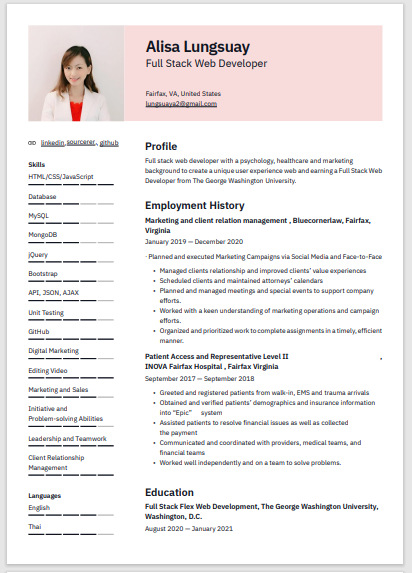 Alisa Lungsuay
Full Stack Web Developer
Fairfax, VA, United States
lungsuaya2@gmail.com
linkedin, sourcerer, github
Skills
HTML/CSS/JavaScript
Database
MySQL
MongoDB
jQuery
Bootstrap
API, JSON, AJAX
Unit Testing
GitHub
Digital Marketing
Editing Video
Marketing and Sales
Initiative and
Problem-solving Abilities
Leadership and Teamwork
Client Relationship
Management
Languages
English
Thai
Profile
Full stack web developer with a psychology, healthcare and marketing
background to create a unique user experience web and earning a Full Stack Web
Developer from The George Washington University.
Employment History
Marketing and client relation management , Bluecornerlaw, Fairfax,
Virginia
January 2019 — December 2020
· Planned and executed Marketing Campaigns via Social Media and Face-to-Face
• Managed clients relationship and improved clients' value experiences
• Scheduled clients and maintained attorneys' calendars
• Planned and managed meetings and special events to support company
efforts.
• Worked with a keen understanding of marketing operations and campaign
efforts.
• Organized and prioritized work to complete assignments in a timely, efficient
manner.
Patient Access and Representative Level II
INOVA Fairfax Hospital , Fairfax Virginia
September 2017 — September 2018
• Greeted and registered patients from walk-in, EMS and trauma arrivals
• Obtained and verified patients' demographics and insurance information
into "Epic" system
• Assisted patients to resolve financial issues as well as collected
the payment
• Communicated and coordinated with providers, medical teams, and
financial teams
• Worked well independently and on a team to solve problems.
Education
Full Stack Flex Web Development, The George Washington University,
Washington, D.C.
August 2020 — January 2021